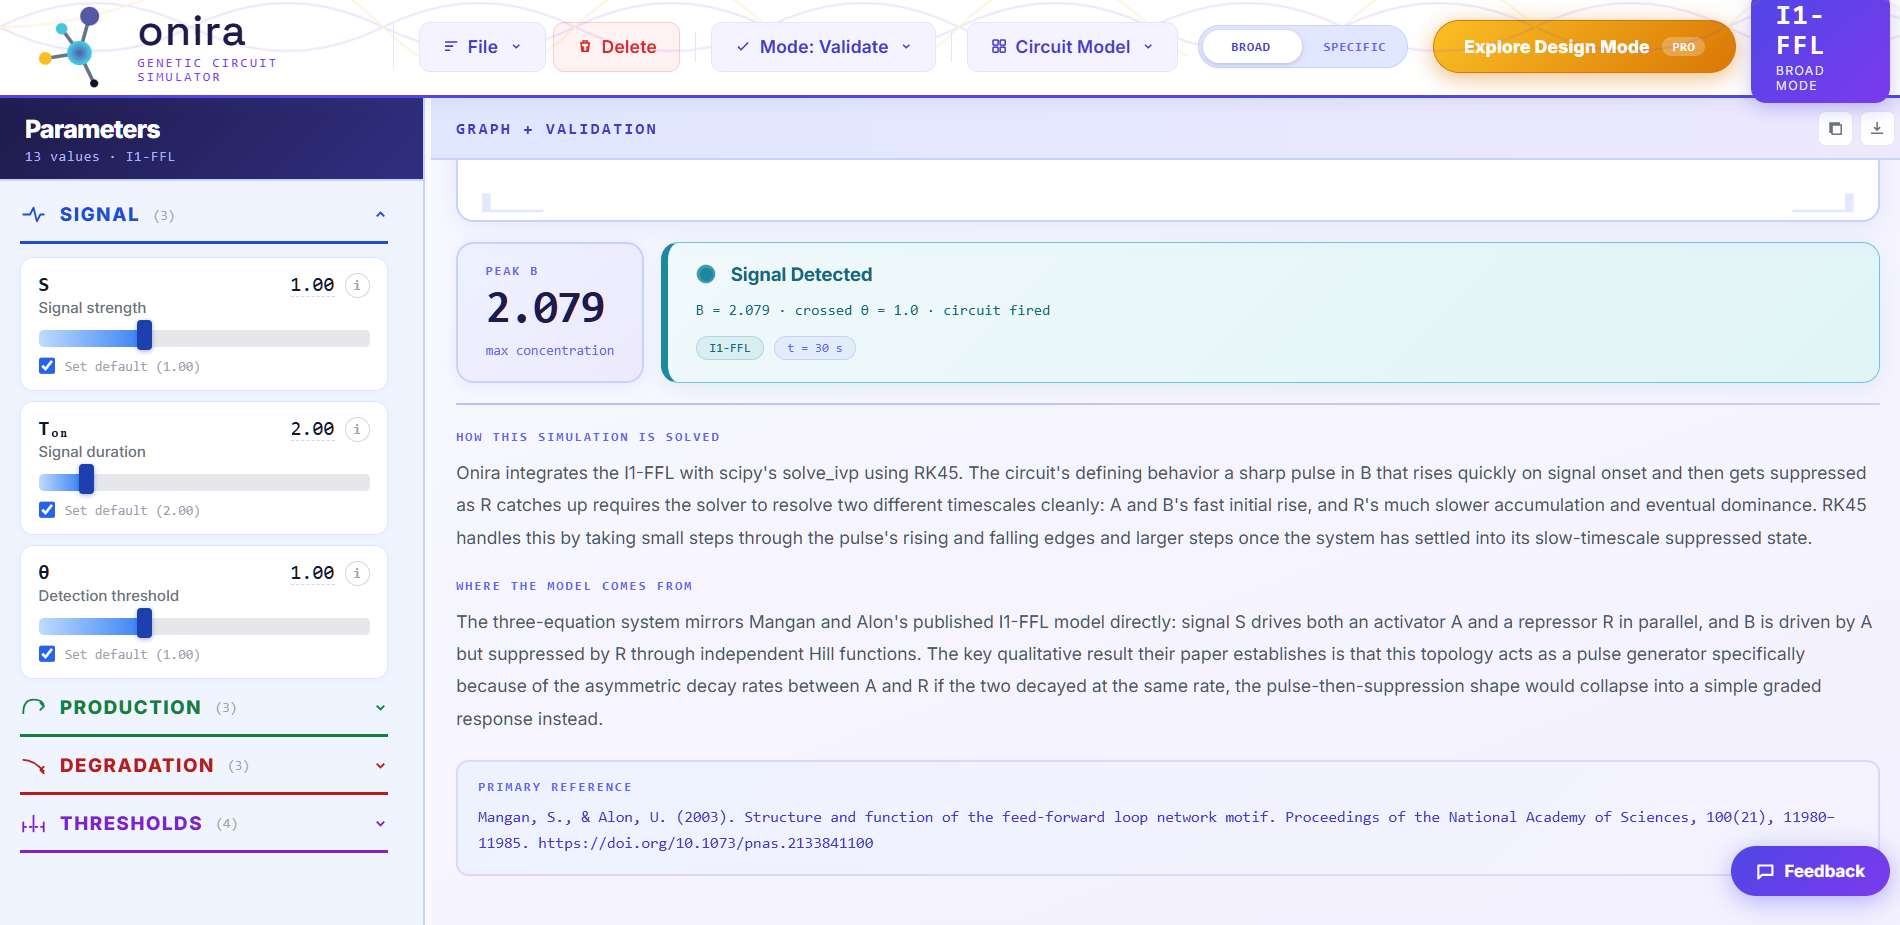 onira
GENETIC CIRCUIT
SIMULATOR
File
Delete
Mode: Validate
Circuit Model
BROAD
SPECIFIC
Explore Design Mode PRO
I1-
FFL
BROAD
MODE
Parameters
13 values · I1-FFL
SIGNAL (3)
S 1.00 i
Signal strength
Set default (1.00)
Tₒₙ 2.00 i
Signal duration
Set default (2.00)
θ 1.00 i
Detection threshold
Set default (1.00)
PRODUCTION (3)
DEGRADATION (3)
THRESHOLDS (4)
GRAPH + VALIDATION
PEAK B
2.079
max concentration
Signal Detected
B = 2.079 · crossed θ = 1.0 · circuit fired
I1-FFL t = 30 s
HOW THIS SIMULATION IS SOLVED
Onira integrates the I1-FFL with scipy's solve_ivp using RK45. The circuit's defining behavior a sharp pulse in B that rises quickly on signal onset and then gets suppressed
as R catches up requires the solver to resolve two different timescales cleanly: A and B's fast initial rise, and R's much slower accumulation and eventual dominance. RK45
handles this by taking small steps through the pulse's rising and falling edges and larger steps once the system has settled into its slow-timescale suppressed state.
WHERE THE MODEL COMES FROM
The three-equation system mirrors Mangan and Alon's published I1-FFL model directly: signal S drives both an activator A and a repressor R in parallel, and B is driven by A
but suppressed by R through independent Hill functions. The key qualitative result their paper establishes is that this topology acts as a pulse generator specifically
because of the asymmetric decay rates between A and R if the two decayed at the same rate, the pulse-then-suppression shape would collapse into a simple graded
response instead.
PRIMARY REFERENCE
Mangan, S., & Alon, U. (2003). Structure and function of the feed-forward loop network motif. Proceedings of the National Academy of Sciences, 100(21), 11980–
11985. https://doi.org/10.1073/pnas.2133841100
Feedback